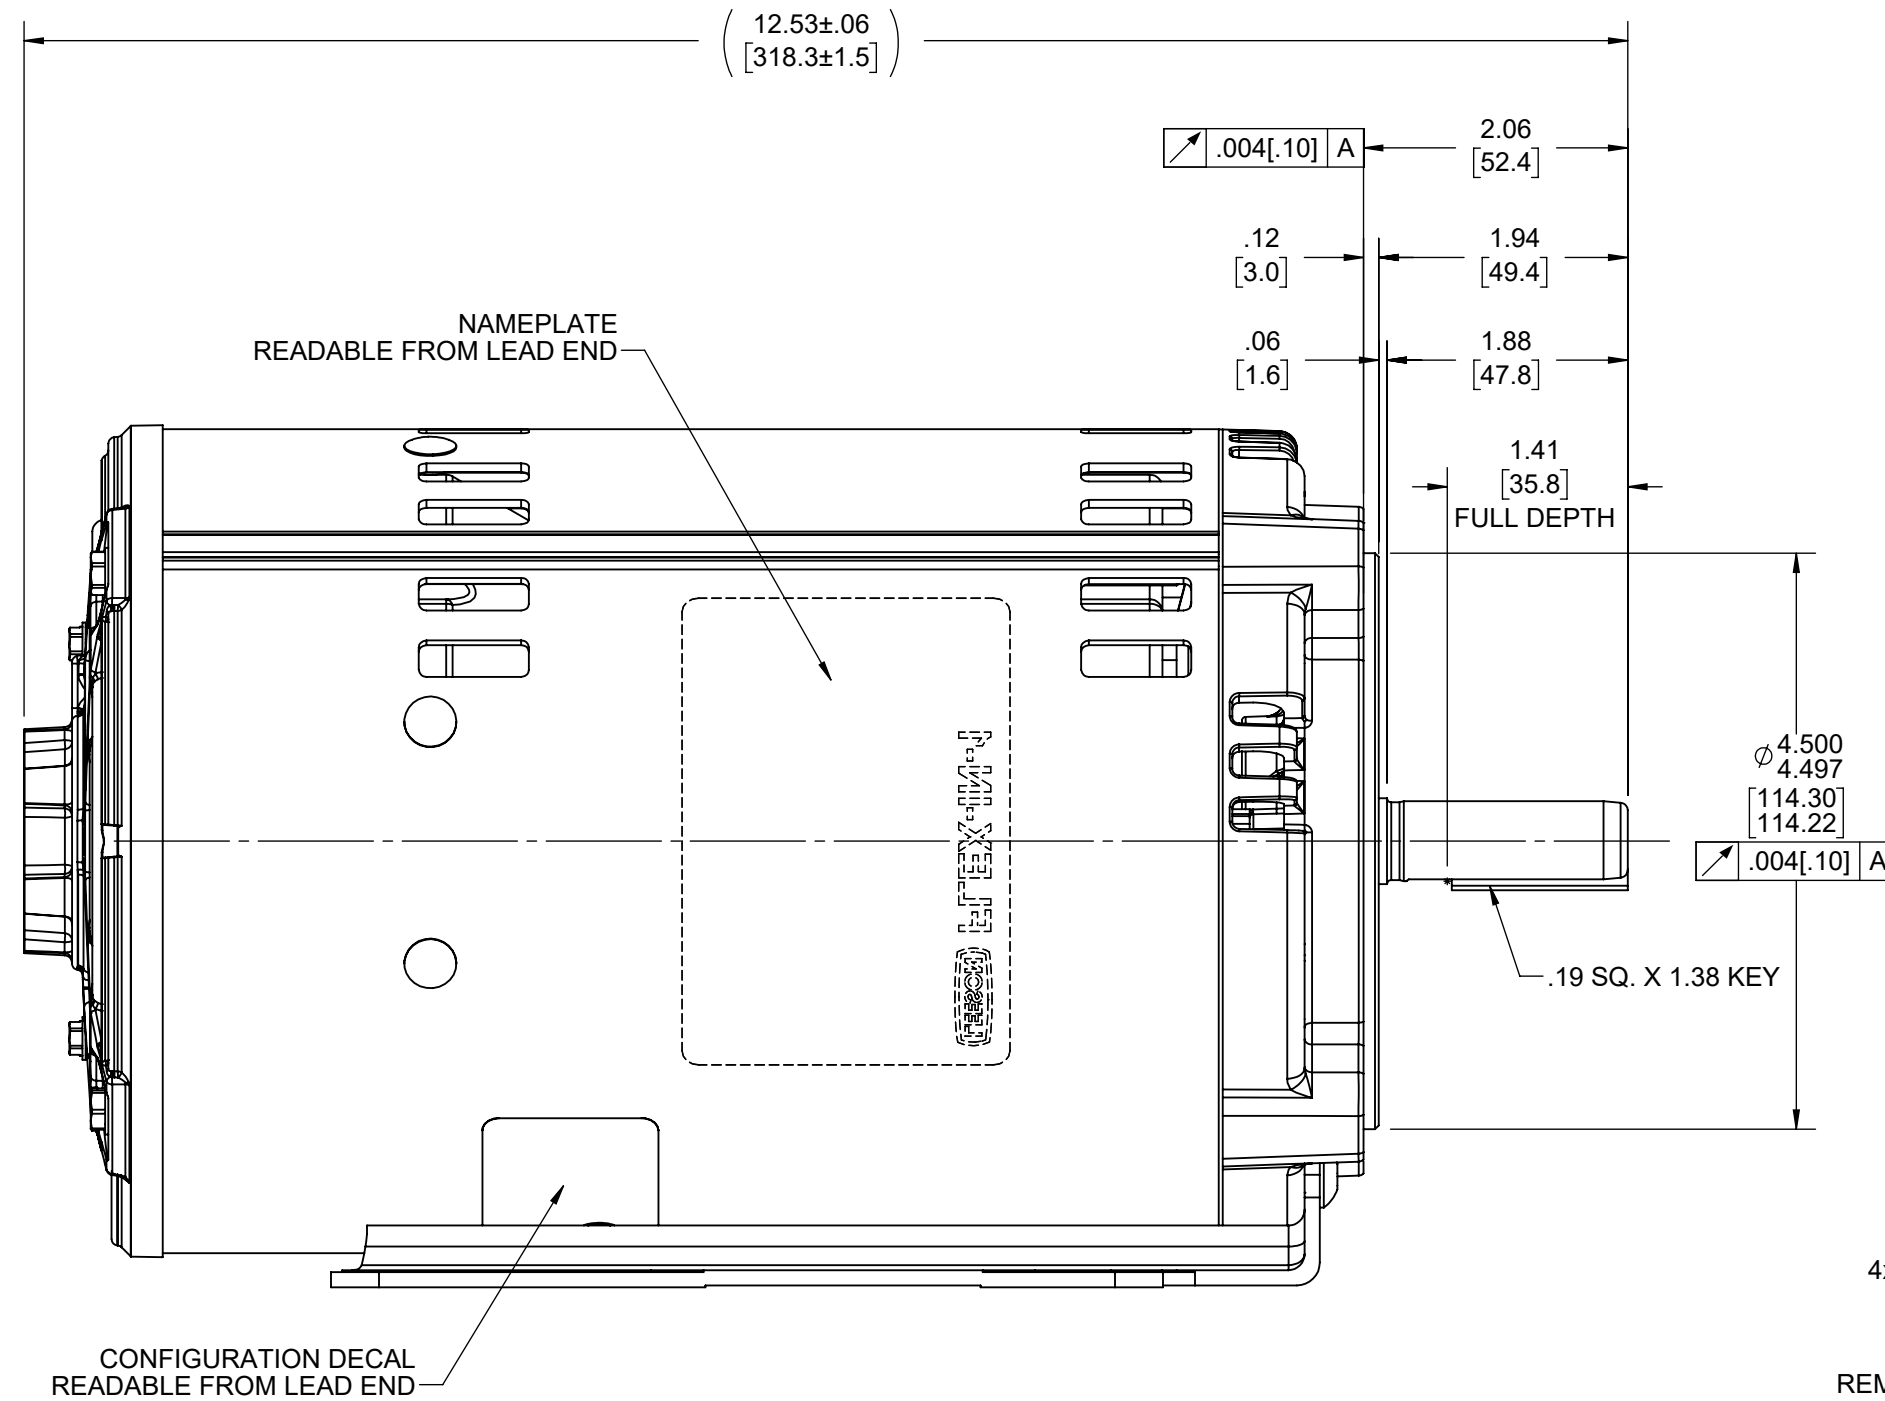 12.53±.06
[318.3±1.5]
.004[.10] A
2.06
[52.4]
.12
[3.0]
1.94
[49.4]
NAMEPLATE
READABLE FROM LEAD END
.06
[1.6]
1.88
[47.8]
1.41
[35.8]
FULL DEPTH
⌀ 4.500
4.497
[114.30]
[114.22]
.004[.10] A
LEESON
.19 SQ. X 1.38 KEY
4x
CONFIGURATION DECAL
READABLE FROM LEAD END
REM